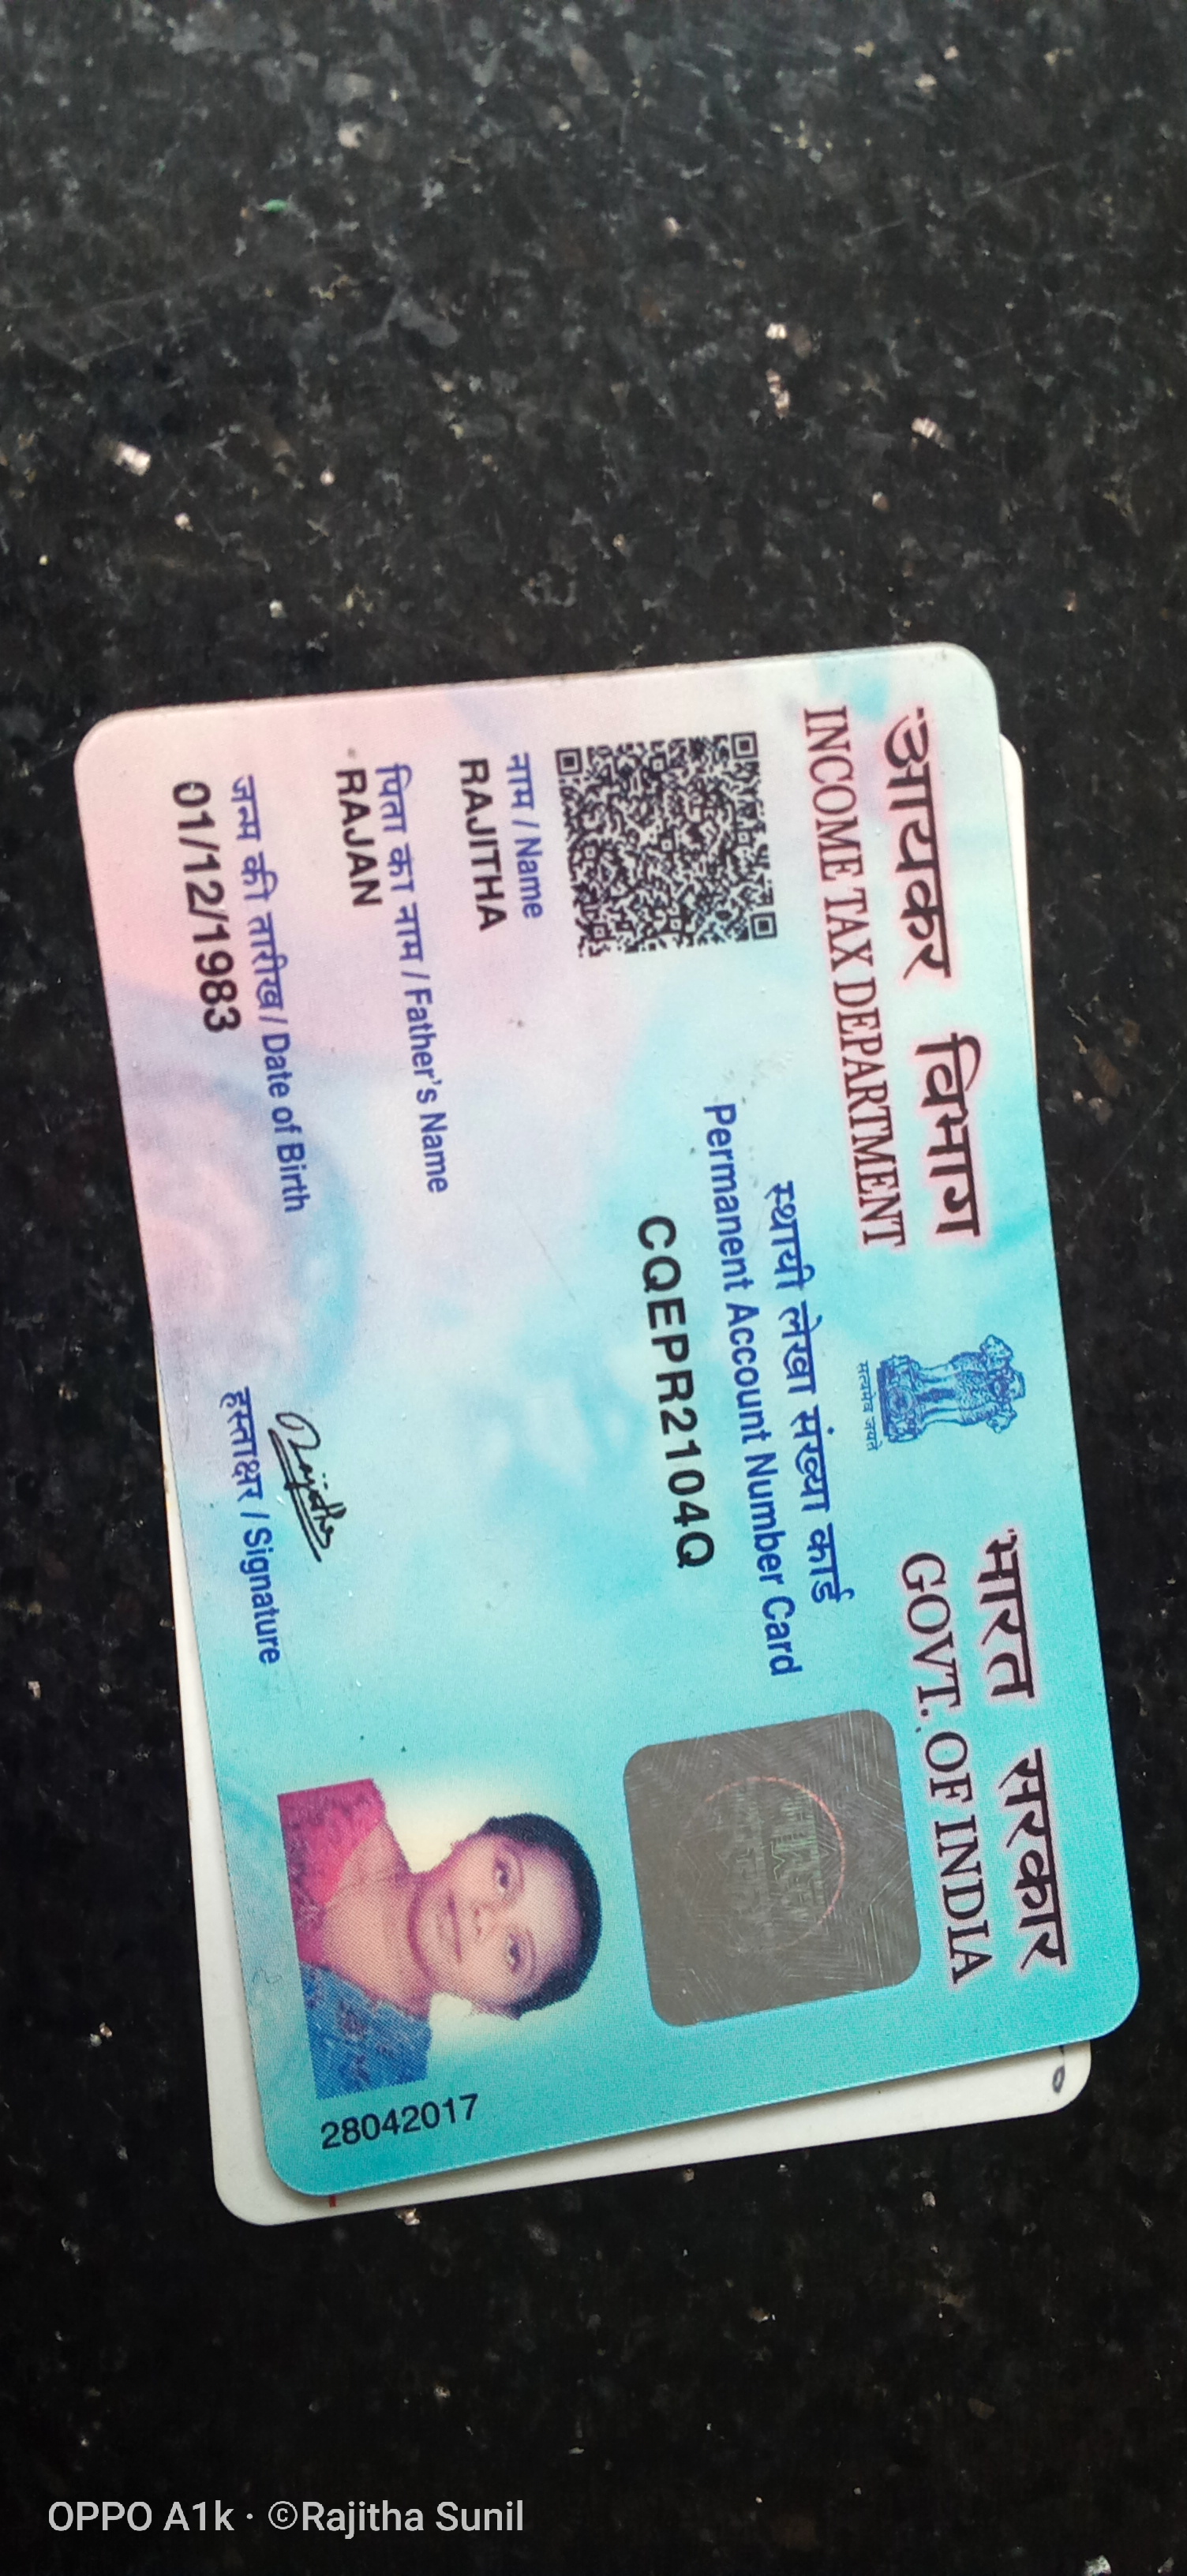 आयकर विभाग
INCOME TAX DEPARTMENT
सत्यमेव जयते
भारत सरकार
GOVT. OF INDIA
स्थायी लेखा संख्या कार्ड
Permanent Account Number Card
CQEPR2104Q
नाम / Name
RAJITHA
पिता का नाम / Father's Name
RAJAN
जन्म की तारीख / Date of Birth
01/12/1983
Rajitha
हस्ताक्षर / Signature
28042017
OPPO A1k · ©Rajitha Sunil